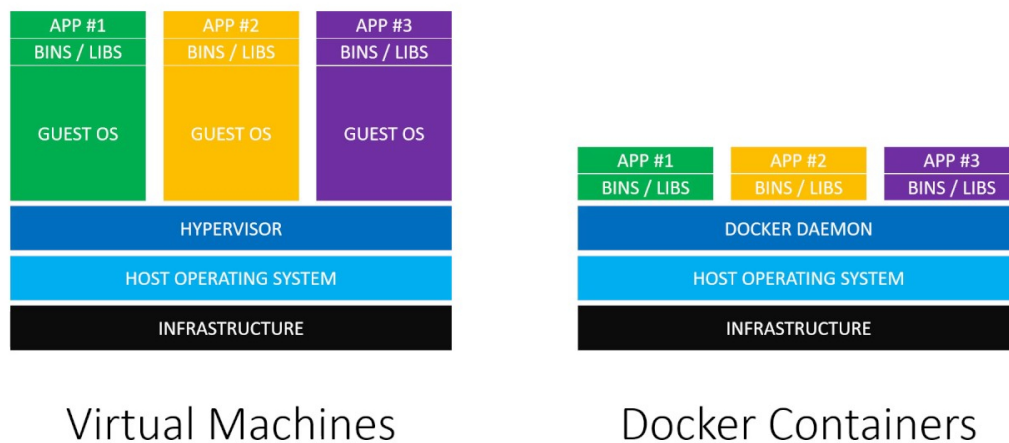 APP #1
BINS / LIBS
GUEST OS
APP #2
BINS / LIBS
GUEST OS
APP #3
BINS / LIBS
GUEST OS
HYPERVISOR
HOST OPERATING SYSTEM
INFRASTRUCTURE
Virtual Machines
APP #1
BINS / LIBS
APP #2
BINS / LIBS
APP #3
BINS / LIBS
DOCKER DAEMON
HOST OPERATING SYSTEM
INFRASTRUCTURE
Docker Containers